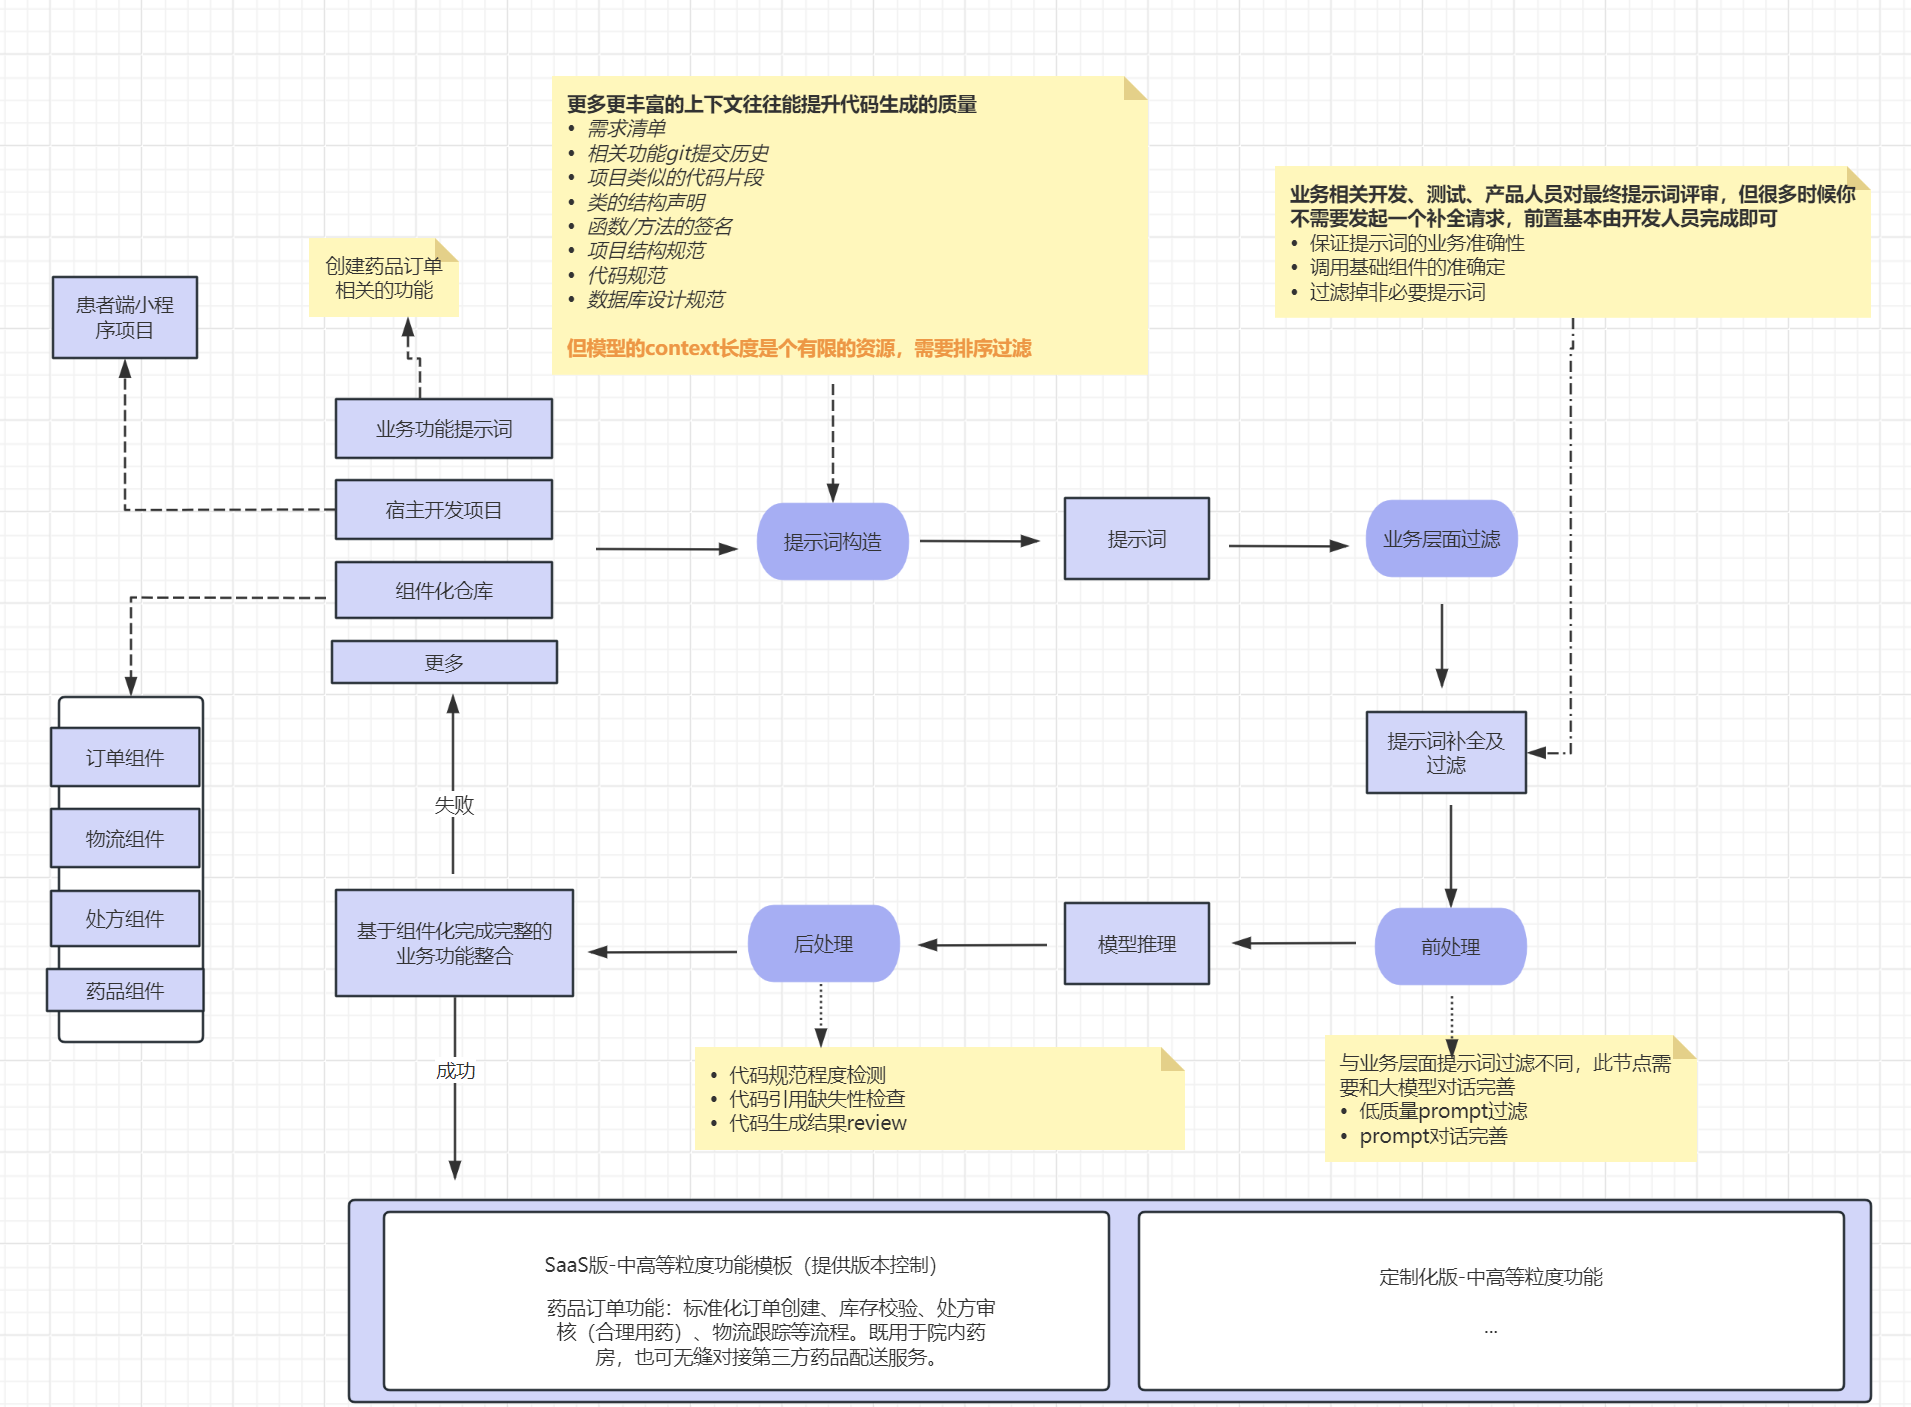 更多更丰富的上下文往往能提升代码生成的质量
• 需求清单
• 相关功能git提交历史
• 项目类似的代码片段
• 类的结构声明
• 函数/方法的签名
• 项目结构规范
• 代码规范
• 数据库设计规范
但模型的context长度是个有限的资源，需要排序过滤
业务相关开发、测试、产品人员对最终提示词评审，但很多时候你
不需要发起一个补全请求，前置基本由开发人员完成即可
• 保证提示词的业务准确性
• 调用基础组件的准确定
• 过滤掉非必要提示词
创建药品订单
相关的功能
患者端小程
序项目
业务功能提示词
宿主开发项目
组件化仓库
更多
提示词构造
提示词
业务层面过滤
提示词补全及
过滤
订单组件
物流组件
处方组件
药品组件
失败
基于组件化完成完整的
业务功能整合
后处理
模型推理
前处理
成功
• 代码规范程度检测
• 代码引用缺失性检查
• 代码生成结果review
与业务层面提示词过滤不同，此节点需
要和大模型对话完善
• 低质量prompt过滤
• prompt对话完善
SaaS版-中高等粒度功能模板（提供版本控制）
药品订单功能：标准化订单创建、库存校验、处方审
核（合理用药）、物流跟踪等流程。既用于院内药
房，也可无缝对接第三方药品配送服务。
定制化版-中高等粒度功能
...